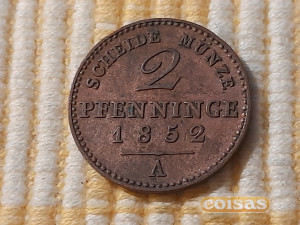 SCHEIDE MÜNZE
2
PFENNINGE
1852
A
coisas